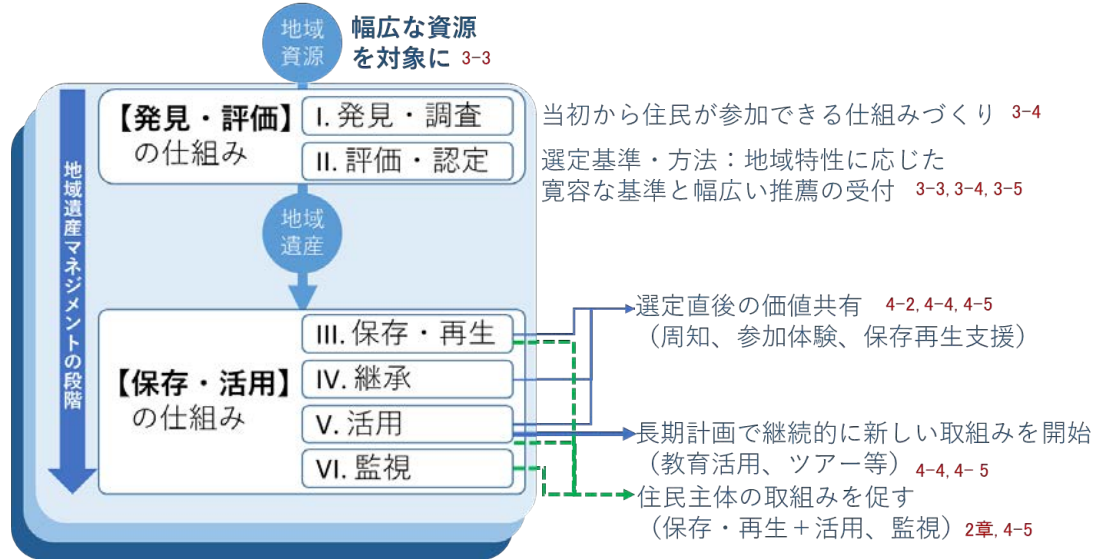 地域
資源
幅広な資源
を対象に 3-3
地域遺産マネジメントの段階
【発見・評価】
の仕組み
I. 発見・調査
II. 評価・認定
当初から住民が参加できる仕組みづくり 3-4
選定基準・方法：地域特性に応じた
寛容な基準と幅広い推薦の受付 3-3, 3-4, 3-5
地域
遺産
【保存・活用】
の仕組み
III. 保存・再生
IV. 継承
V. 活用
VI. 監視
選定直後の価値共有 4-2, 4-4, 4-5
（周知、参加体験、保存再生支援）
長期計画で継続的に新しい取組みを開始
（教育活用、ツアー等） 4-4, 4- 5
住民主体の取組みを促す
（保存・再生＋活用、監視） 2章, 4-5